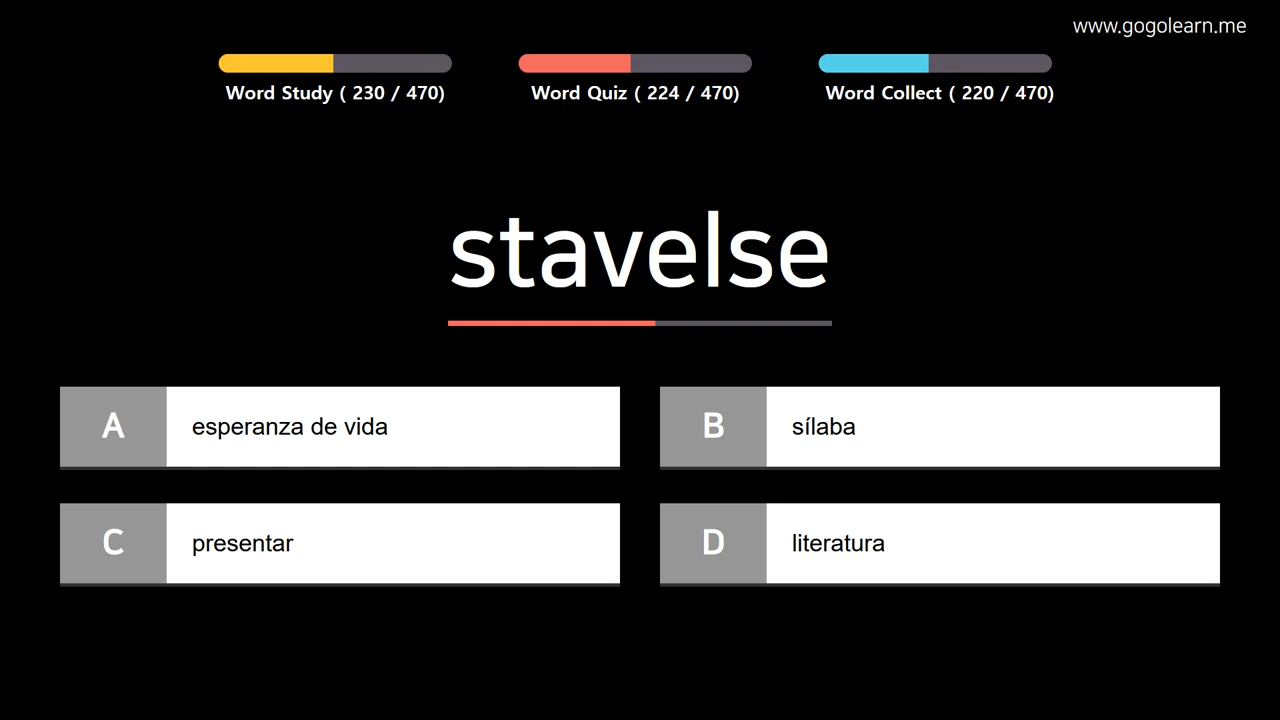 www.gogolearn.me
Word Study ( 230 / 470)
Word Quiz ( 224 / 470)
Word Collect ( 220 / 470)
stavelse
A esperanza de vida
B sílaba
C presentar
D literatura